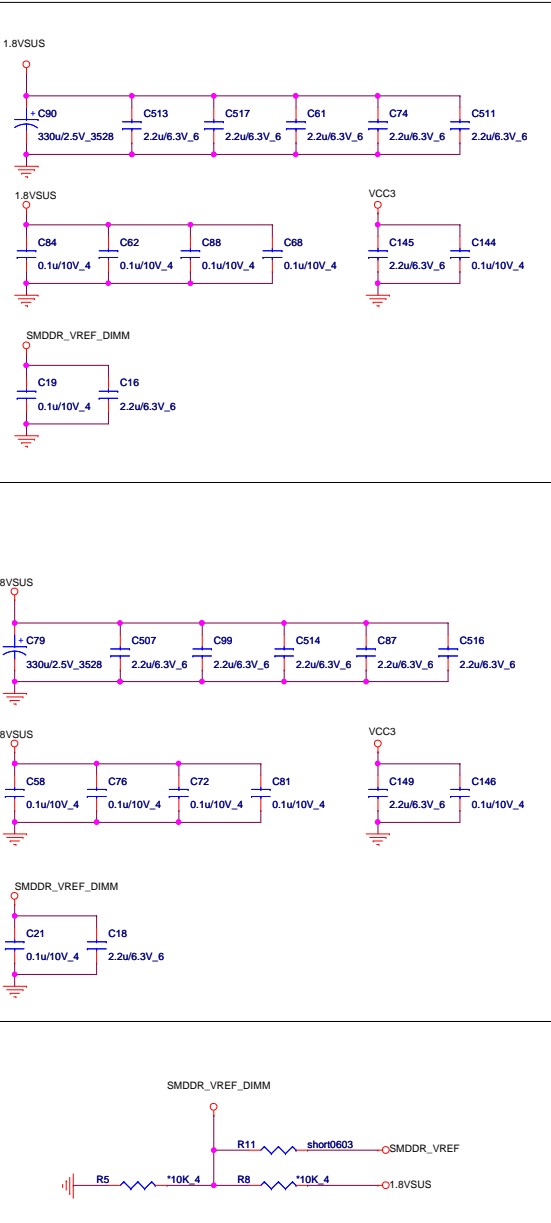 1.8VSUS
+ C90 C513 C517 C61 C74 C511
330u/2.5V_3528 2.2u/6.3V_6 2.2u/6.3V_6 2.2u/6.3V_6 2.2u/6.3V_6 2.2u/6.3V_6
1.8VSUS VCC3
C84 C62 C88 C68 C145 C144
0.1u/10V_4 0.1u/10V_4 0.1u/10V_4 0.1u/10V_4 2.2u/6.3V_6 0.1u/10V_4
SMDDR_VREF_DIMM
C19 C16
0.1u/10V_4 2.2u/6.3V_6
8VSUS
+ C79 C507 C99 C514 C87 C516
330u/2.5V_3528 2.2u/6.3V_6 2.2u/6.3V_6 2.2u/6.3V_6 2.2u/6.3V_6 2.2u/6.3V_6
8VSUS VCC3
C58 C76 C72 C81 C149 C146
0.1u/10V_4 0.1u/10V_4 0.1u/10V_4 0.1u/10V_4 2.2u/6.3V_6 0.1u/10V_4
SMDDR_VREF_DIMM
C21 C18
0.1u/10V_4 2.2u/6.3V_6
SMDDR_VREF_DIMM
R11 short0603 SMDDR_VREF
R5 *10K_4 R8 *10K_4 1.8VSUS